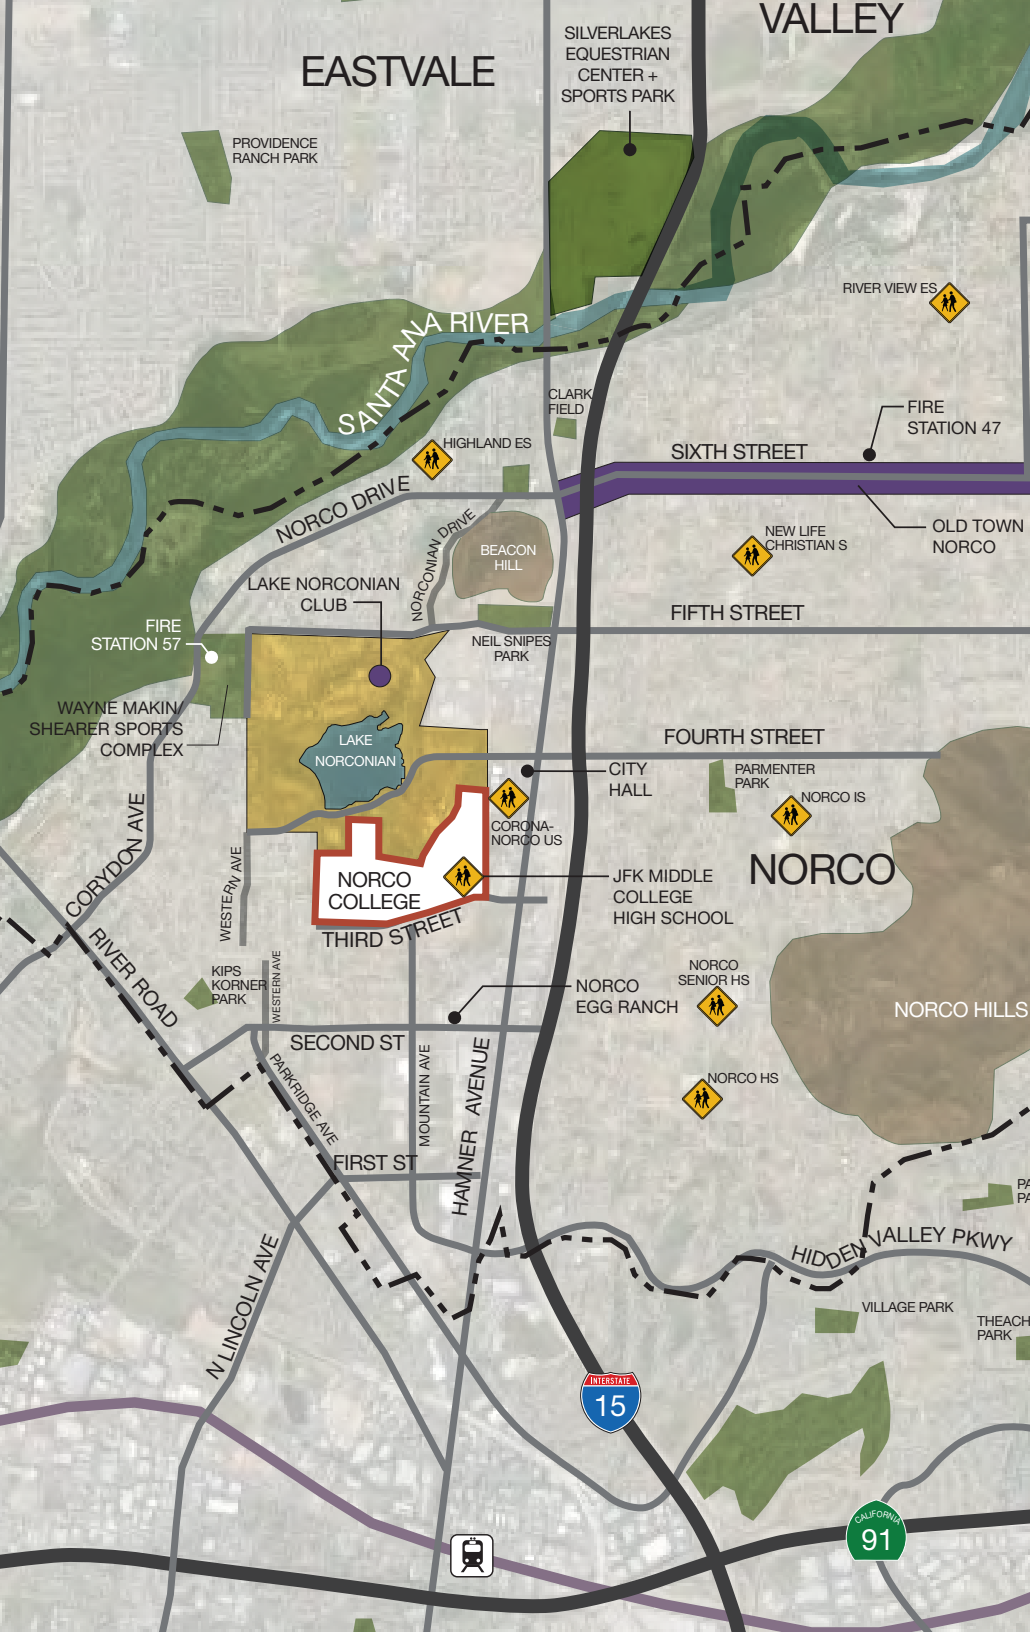 VALLEY
SILVERLAKES
EQUESTRIAN
CENTER +
SPORTS PARK
EASTVALE
PROVIDENCE
RANCH PARK
RIVER VIEW ES
SANTA ANA RIVER
CLARK
FIELD
FIRE
STATION 47
HIGHLAND ES
SIXTH STREET
NORCO DRIVE
OLD TOWN
NORCO
NEW LIFE
CHRISTIAN S
NORCONIAN DRIVE
BEACON
HILL
LAKE NORCONIAN
CLUB
FIFTH STREET
FIRE
STATION 57
NEIL SNIPES
PARK
WAYNE MAKIN/
SHEARER SPORTS
COMPLEX
LAKE
NORCONIAN
FOURTH STREET
CITY
HALL
PARMENTER
PARK
NORCO IS
CORONA-
NORCO US
CORYDON AVE
WESTERN AVE
NORCO
COLLEGE
JFK MIDDLE
COLLEGE
HIGH SCHOOL
NORCO
THIRD STREET
RIVER ROAD
KIPS
KORNER
PARK
WESTERN AVE
NORCO
SENIOR HS
NORCO
EGG RANCH
NORCO HILLS
SECOND ST
PARKRIDGE AVE
MOUNTAIN AVE
HAMNER AVENUE
NORCO HS
FIRST ST
PA
PA
HIDDEN VALLEY PKWY
N LINCOLN AVE
VILLAGE PARK
THEACH
PARK
INTERSTATE
15
CALIFORNIA
91